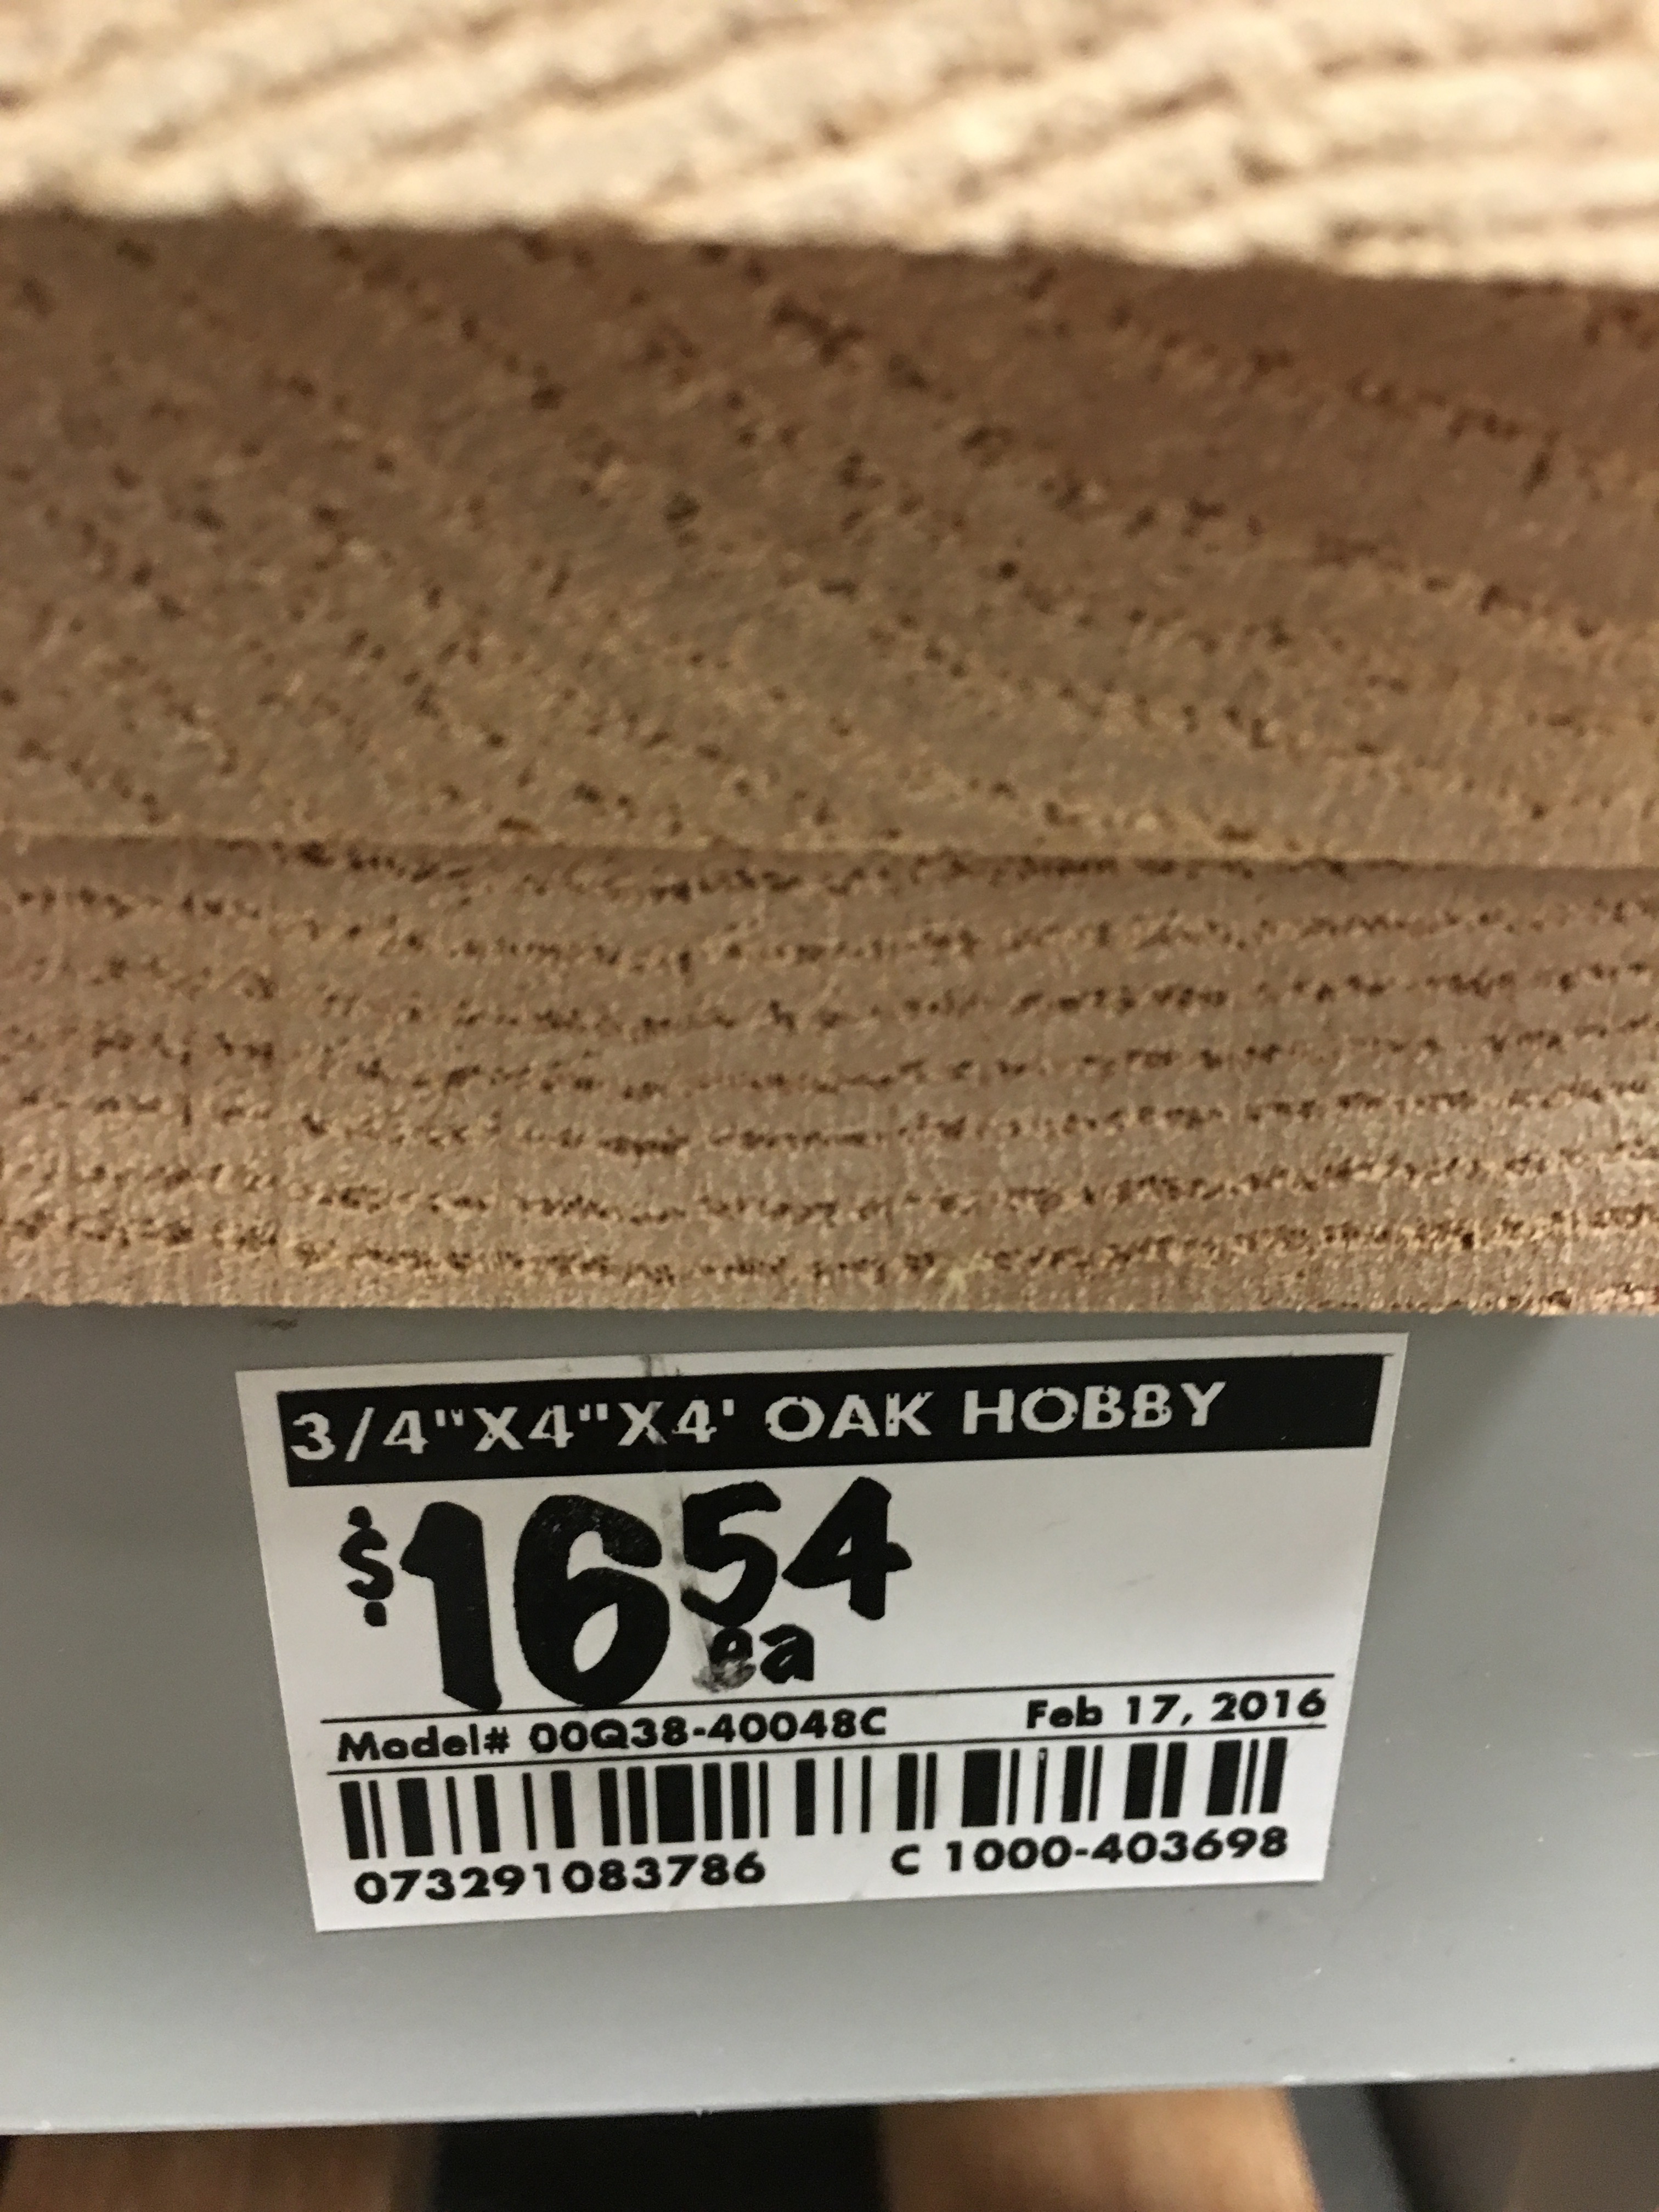 3/4"X4"X4' OAK HOBBY
$16 54
ea
Model# 00Q38-40048C Feb 17, 2016
073291083786 C 1000-403698